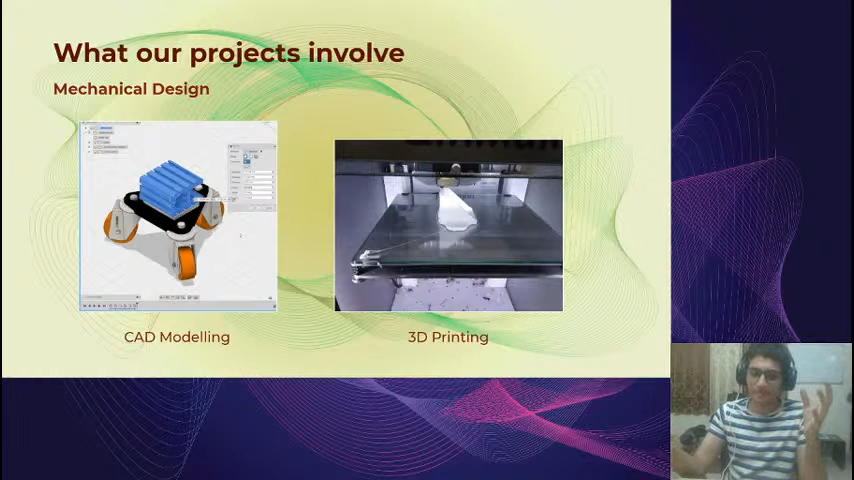 What our projects involve
Mechanical Design
CAD Modelling
3D Printing